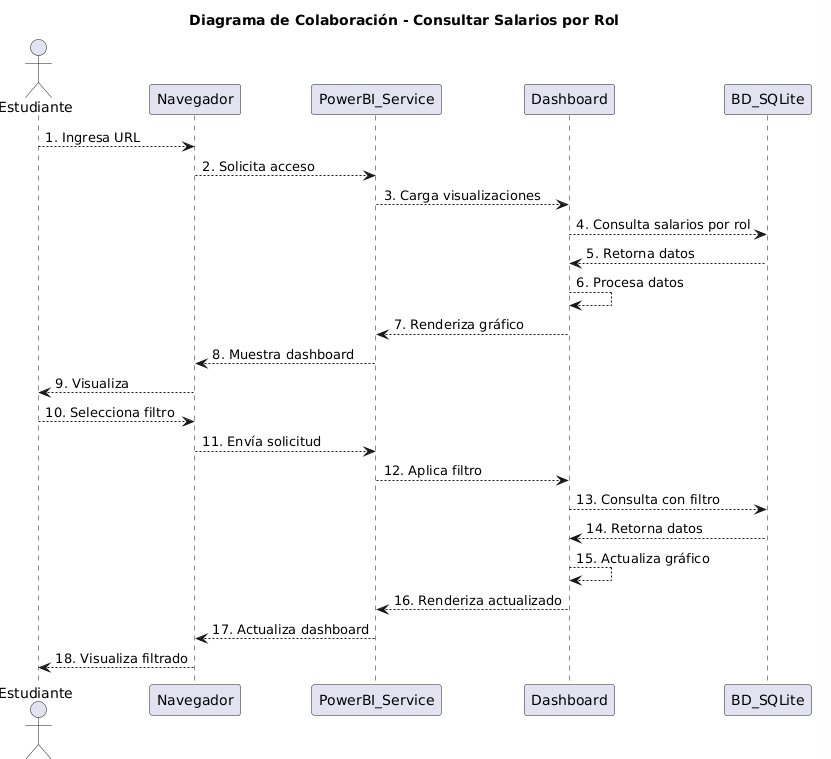 Diagrama de Colaboración - Consultar Salarios por Rol
Estudiante
Navegador
PowerBI_Service
Dashboard
BD_SQLite
1. Ingresa URL
2. Solicita acceso
3. Carga visualizaciones
4. Consulta salarios por rol
5. Retorna datos
6. Procesa datos
7. Renderiza gráfico
8. Muestra dashboard
9. Visualiza
10. Selecciona filtro
11. Envía solicitud
12. Aplica filtro
13. Consulta con filtro
14. Retorna datos
15. Actualiza gráfico
16. Renderiza actualizado
17. Actualiza dashboard
18. Visualiza filtrado
Estudiante
Navegador
PowerBI_Service
Dashboard
BD_SQLite